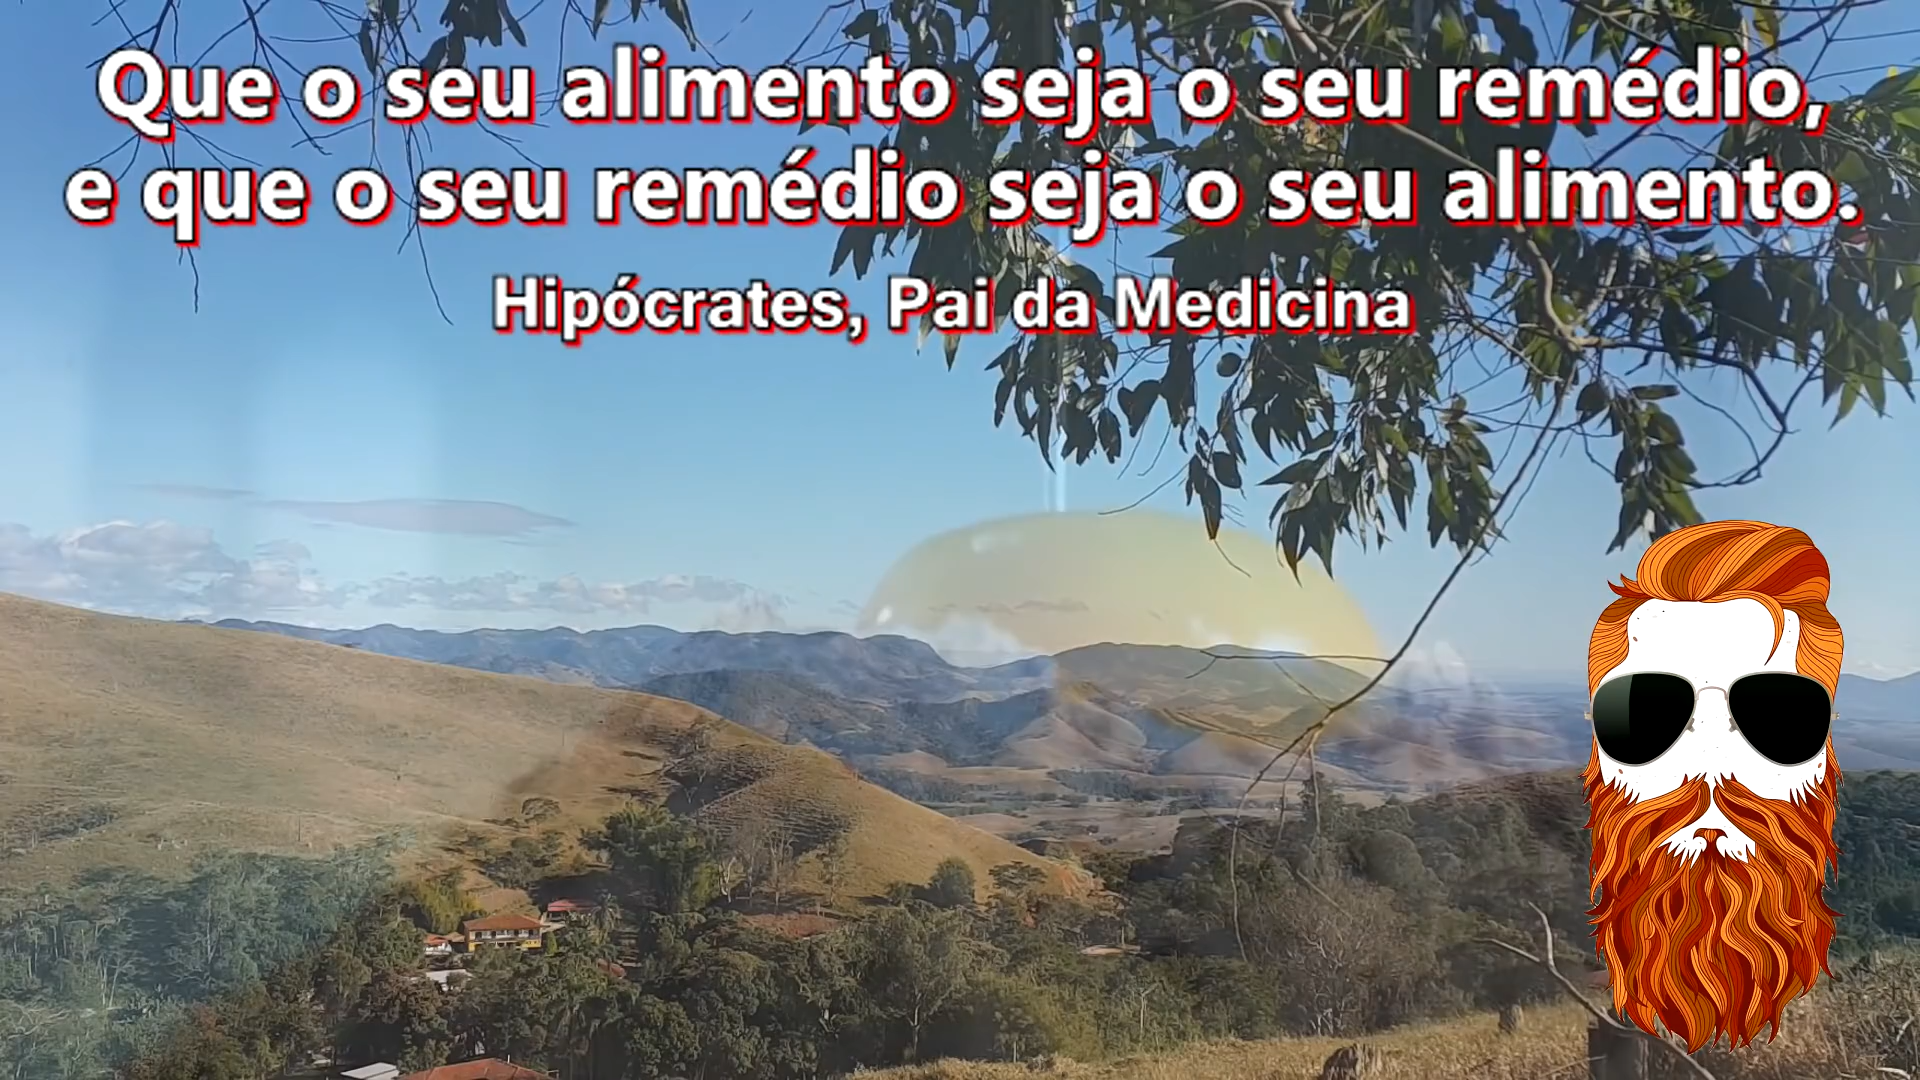 Que o seu alimento seja o seu remédio,
e que o seu remédio seja o seu alimento.
Hipócrates, Pai da Medicina